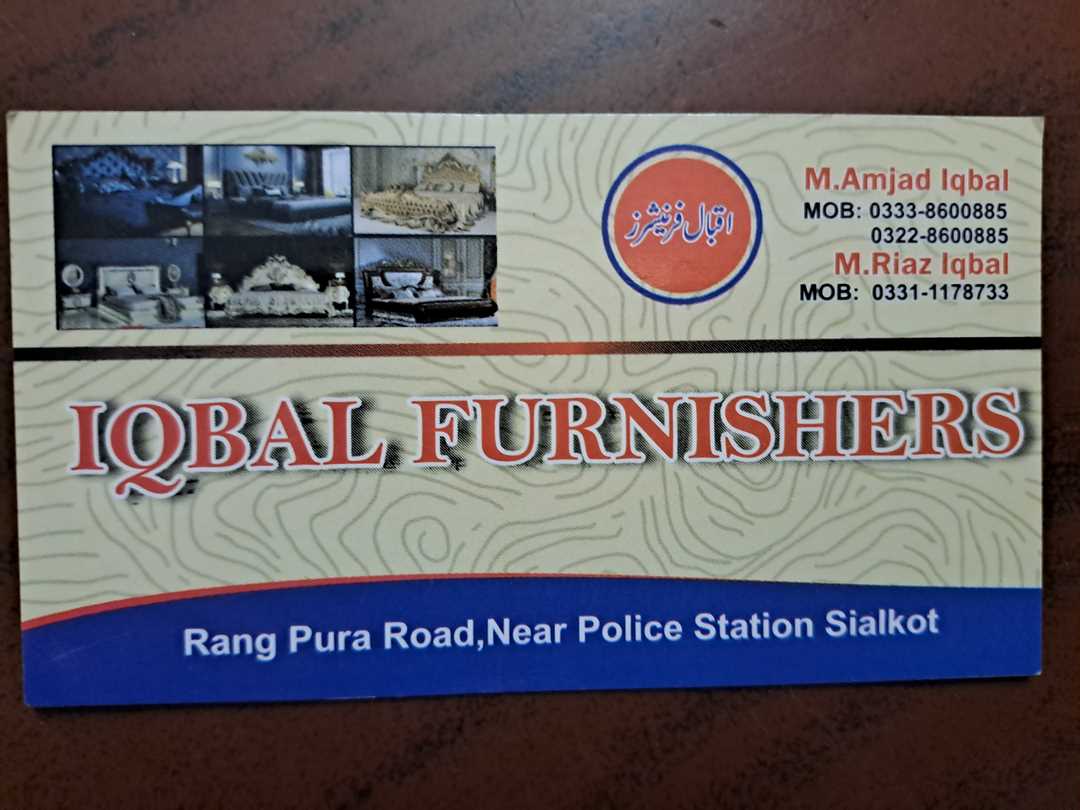 اقبال فرنیشرز
M.Amjad Iqbal
MOB: 0333-8600885
0322-8600885
M.Riaz Iqbal
MOB: 0331-1178733
IQBAL FURNISHERS
Rang Pura Road,Near Police Station Sialkot